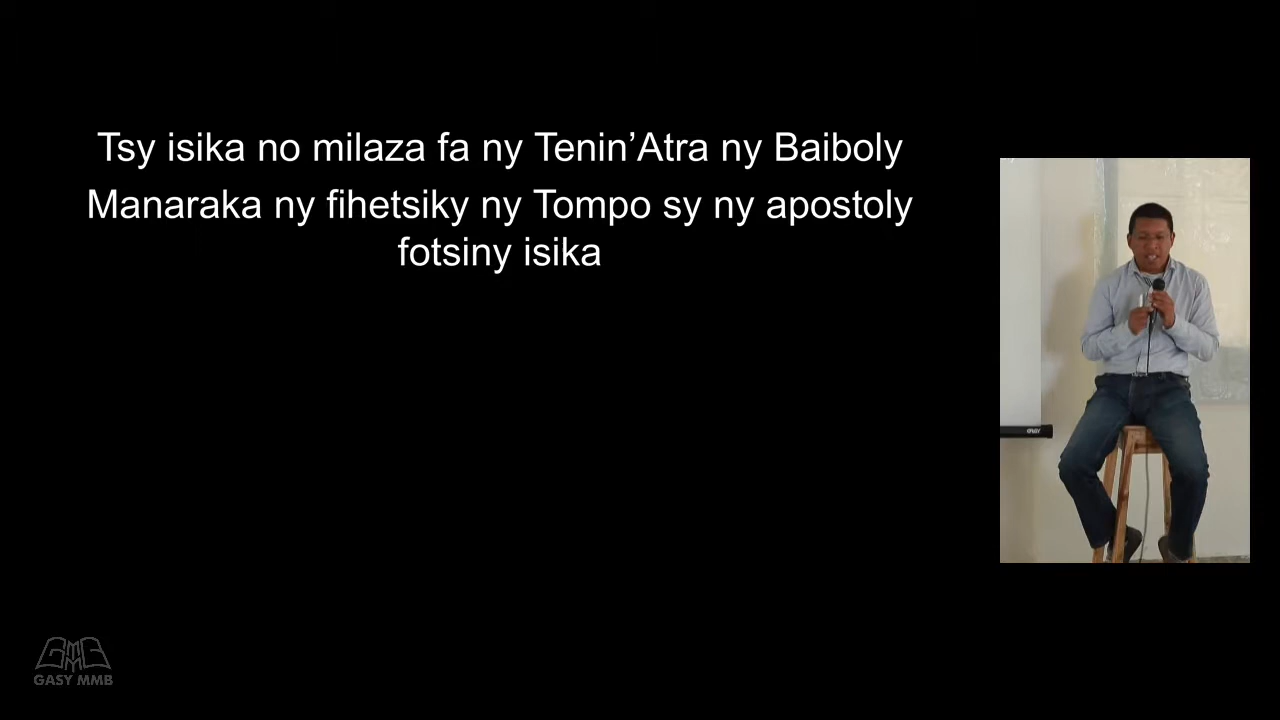 Tsy isika no milaza fa ny Tenin’Atra ny Baiboly
Manaraka ny fihetsiky ny Tompo sy ny apostoly
fotsiny isika
GASY MMB